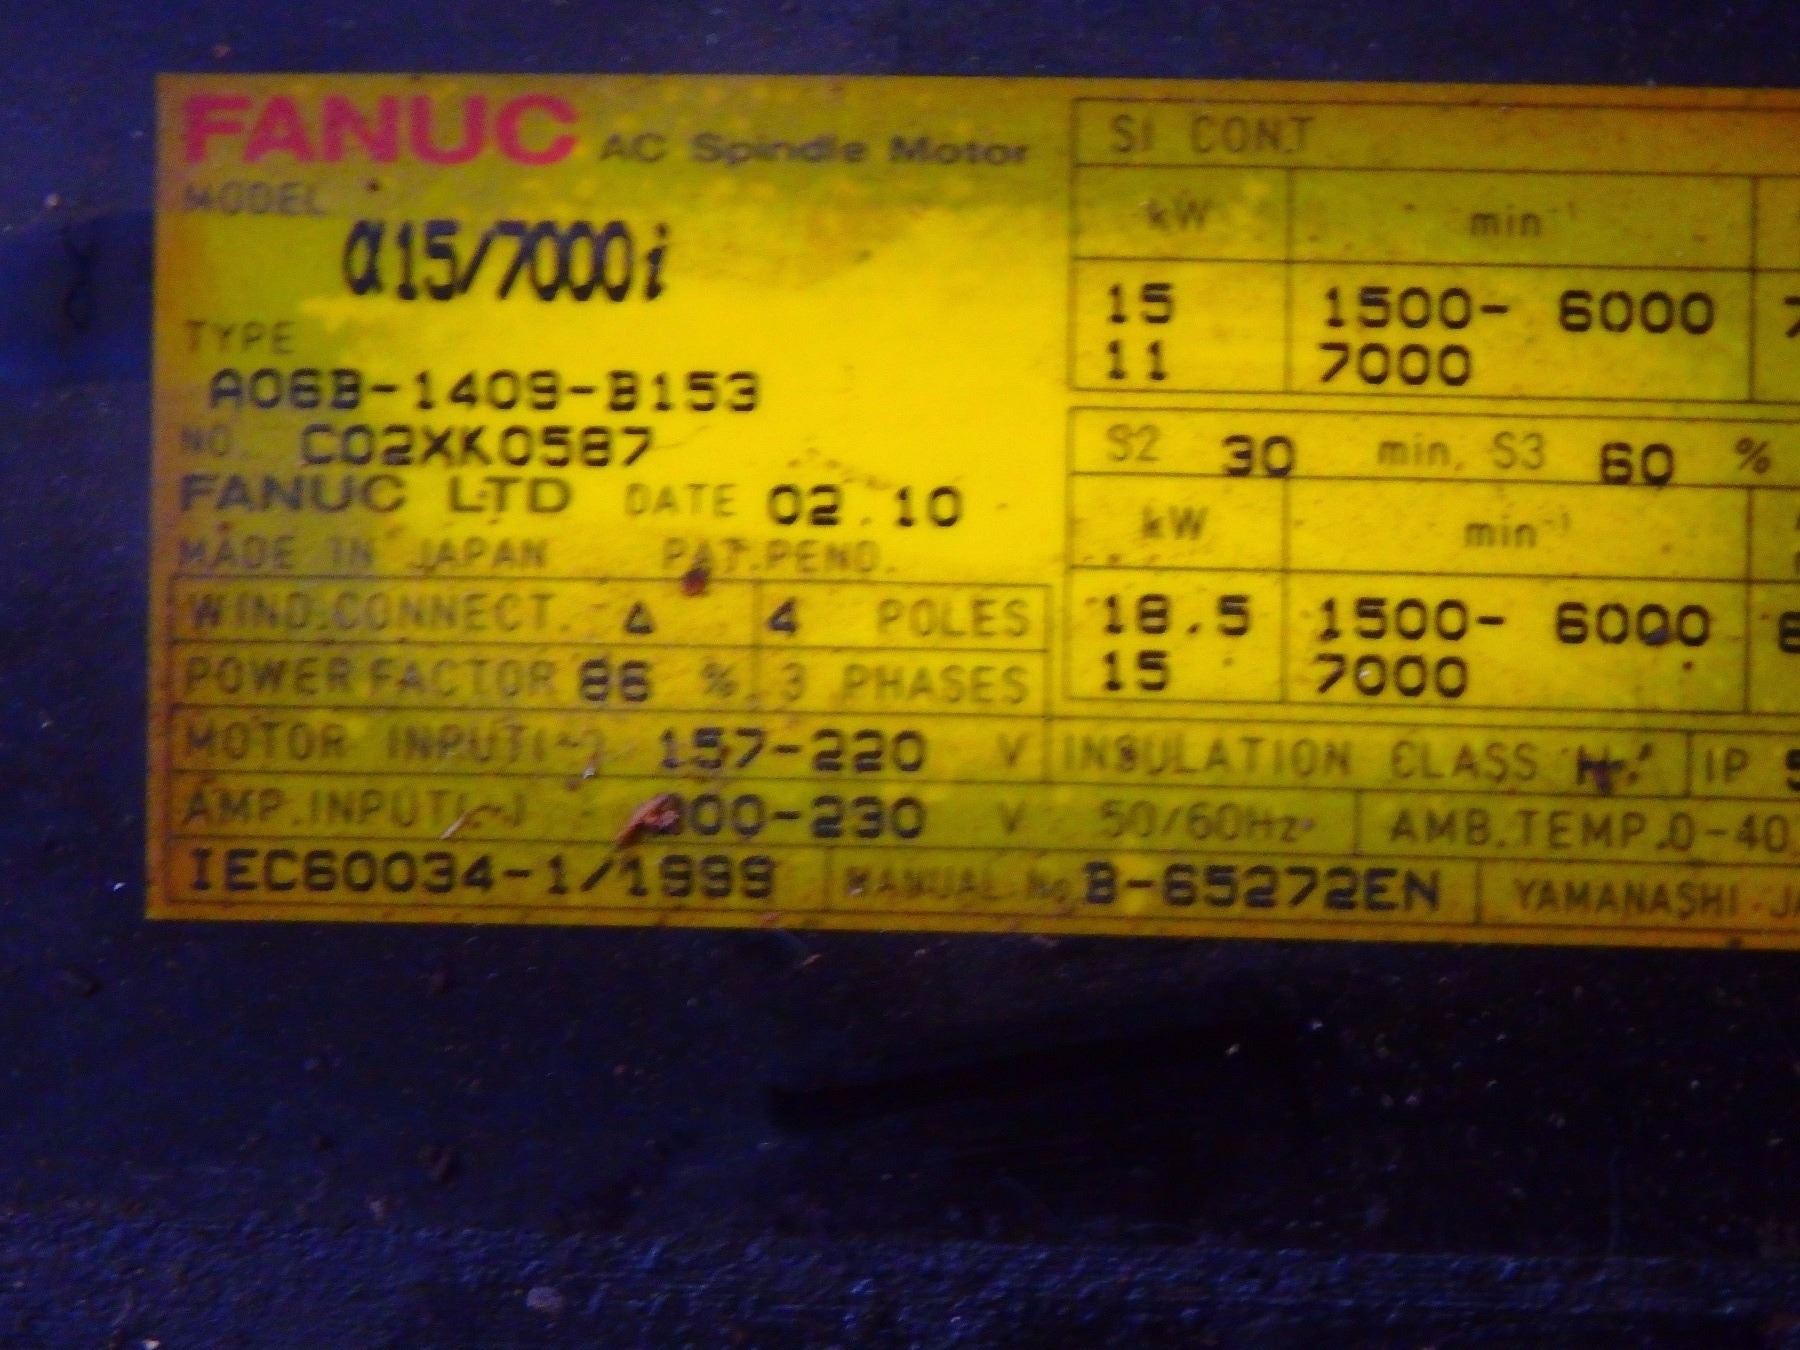 FANUC AC Spindle Motor
MODEL
α15/7000i
TYPE
A06B-1409-B153
NO. C02XK0587
FANUC LTD DATE 02.10
MADE IN JAPAN PAT.PEND.
WIND.CONNECT. Δ 4 POLES
POWER FACTOR 86 % 3 PHASES
S1 CONT
kW min⁻¹
15 1500- 6000
11 7000
S2 30 min, S3 60 %
kW min⁻¹
18.5 1500- 6000
15 7000
MOTOR INPUT(~) 157-220 V INSULATION CLASS IP
AMP.INPUT(~) 230 V 50/60Hz AMB.TEMP.0-40
IEC60034-1/1999 MANUAL No. B-65272EN YAMANASHI